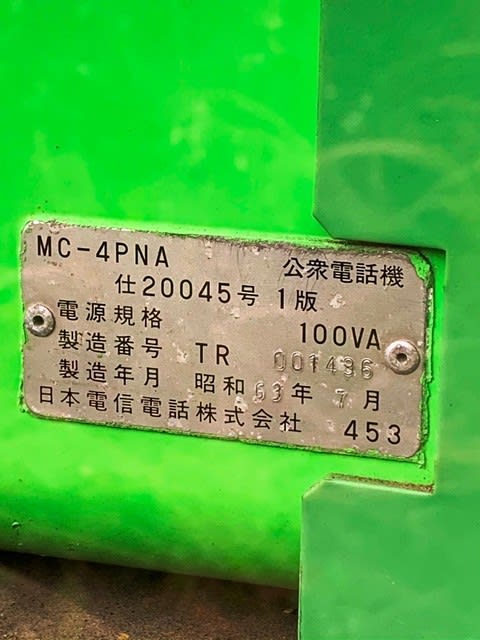 MC-4PNA 公衆電話機
仕20045号 1版
電源規格 100VA
製造番号 TR 001436
製造年月 昭和 63年 7月
日本電信電話株式会社 453